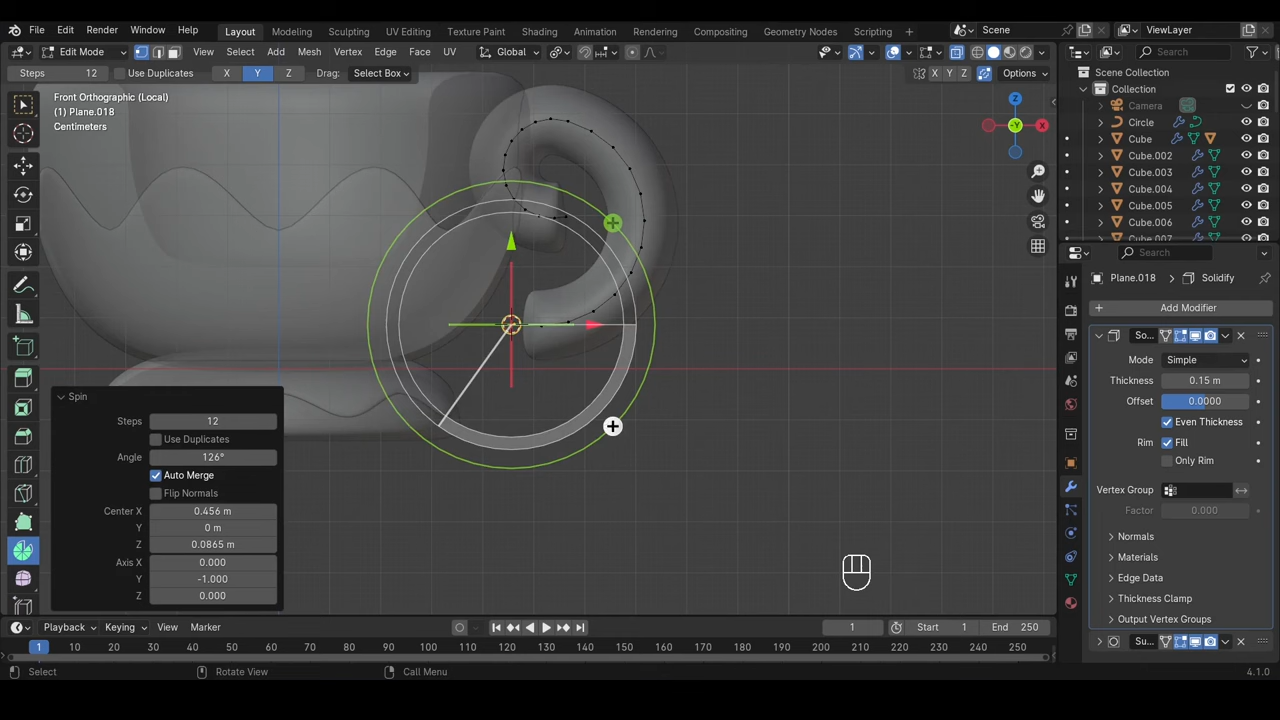 File Edit Render Window Help Layout Modeling Sculpting UV Editing Texture Paint Shading Animation Rendering Compositing Geometry Nodes Scripting Scene ViewLayer
Edit Mode View Select Add Mesh Vertex Edge Face UV Global Search
Steps 12 Use Duplicates X Y Z Drag: Select Box X Y Z Options
Scene Collection
Collection
Camera
Circle
Cube
Cube.002
Cube.003
Cube.004
Cube.005
Cube.006
Cube.007
Front Orthographic (Local)
(1) Plane.018
Centimeters
Z
-Y
X
Search
Plane.018 Solidify
Add Modifier
So...
Mode Simple
Thickness 0.15 m
Offset 0.0000
Even Thickness
Rim Fill
Only Rim
Vertex Group
Factor 0.000
Normals
Materials
Edge Data
Thickness Clamp
Output Vertex Groups
Su...
Spin
Steps 12
Use Duplicates
Angle 126°
Auto Merge
Flip Normals
Center X 0.456 m
Y 0 m
Z 0.0865 m
Axis X 0.000
Y -1.000
Z 0.000
Playback Keying View Marker 1 Start 1 End 250
1 10 20 30 40 50 60 70 80 90 100 110 120 130 140 150 160 170 180 190 200 210 220 230 240 250
Select Rotate View Call Menu 4.1.0